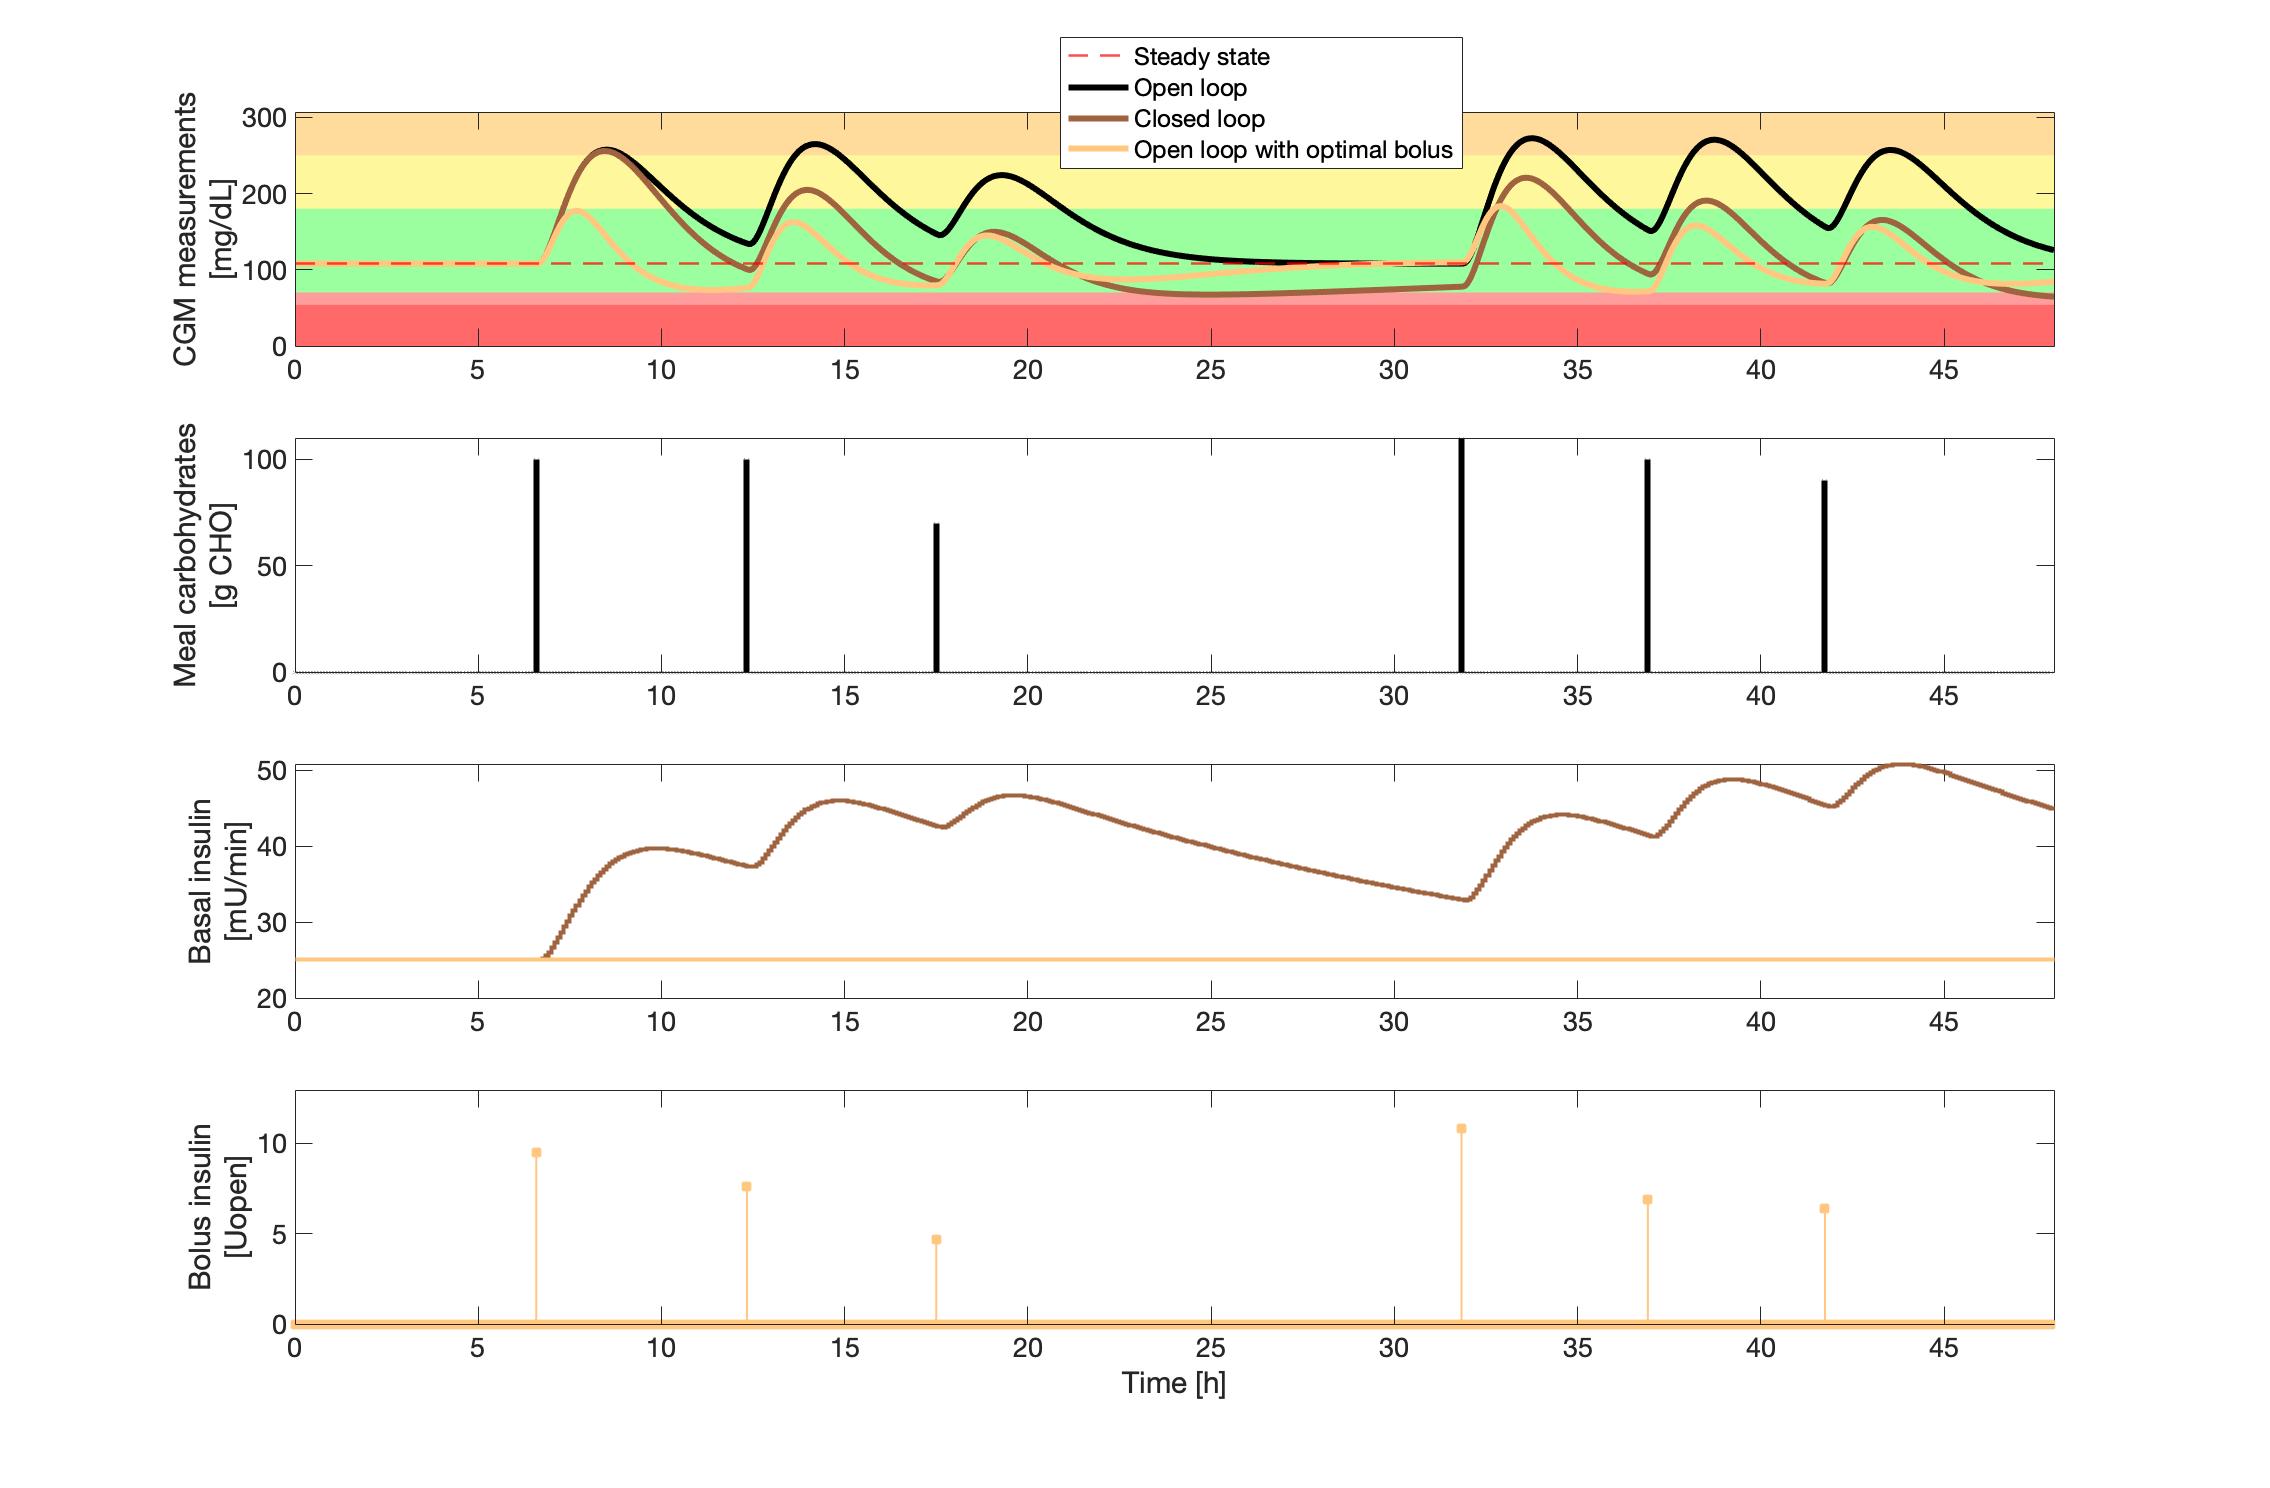 Steady state
Open loop
Closed loop
Open loop with optimal bolus
CGM measurements
[mg/dL]
300
200
100
0
0 5 10 15 20 25 30 35 40 45
Meal carbohydrates
[g CHO]
100
50
0
0 5 10 15 20 25 30 35 40 45
Basal insulin
[mU/min]
50
40
30
20
0 5 10 15 20 25 30 35 40 45
Bolus insulin
[Uopen]
10
5
0
0 5 10 15 20 25 30 35 40 45
Time [h]